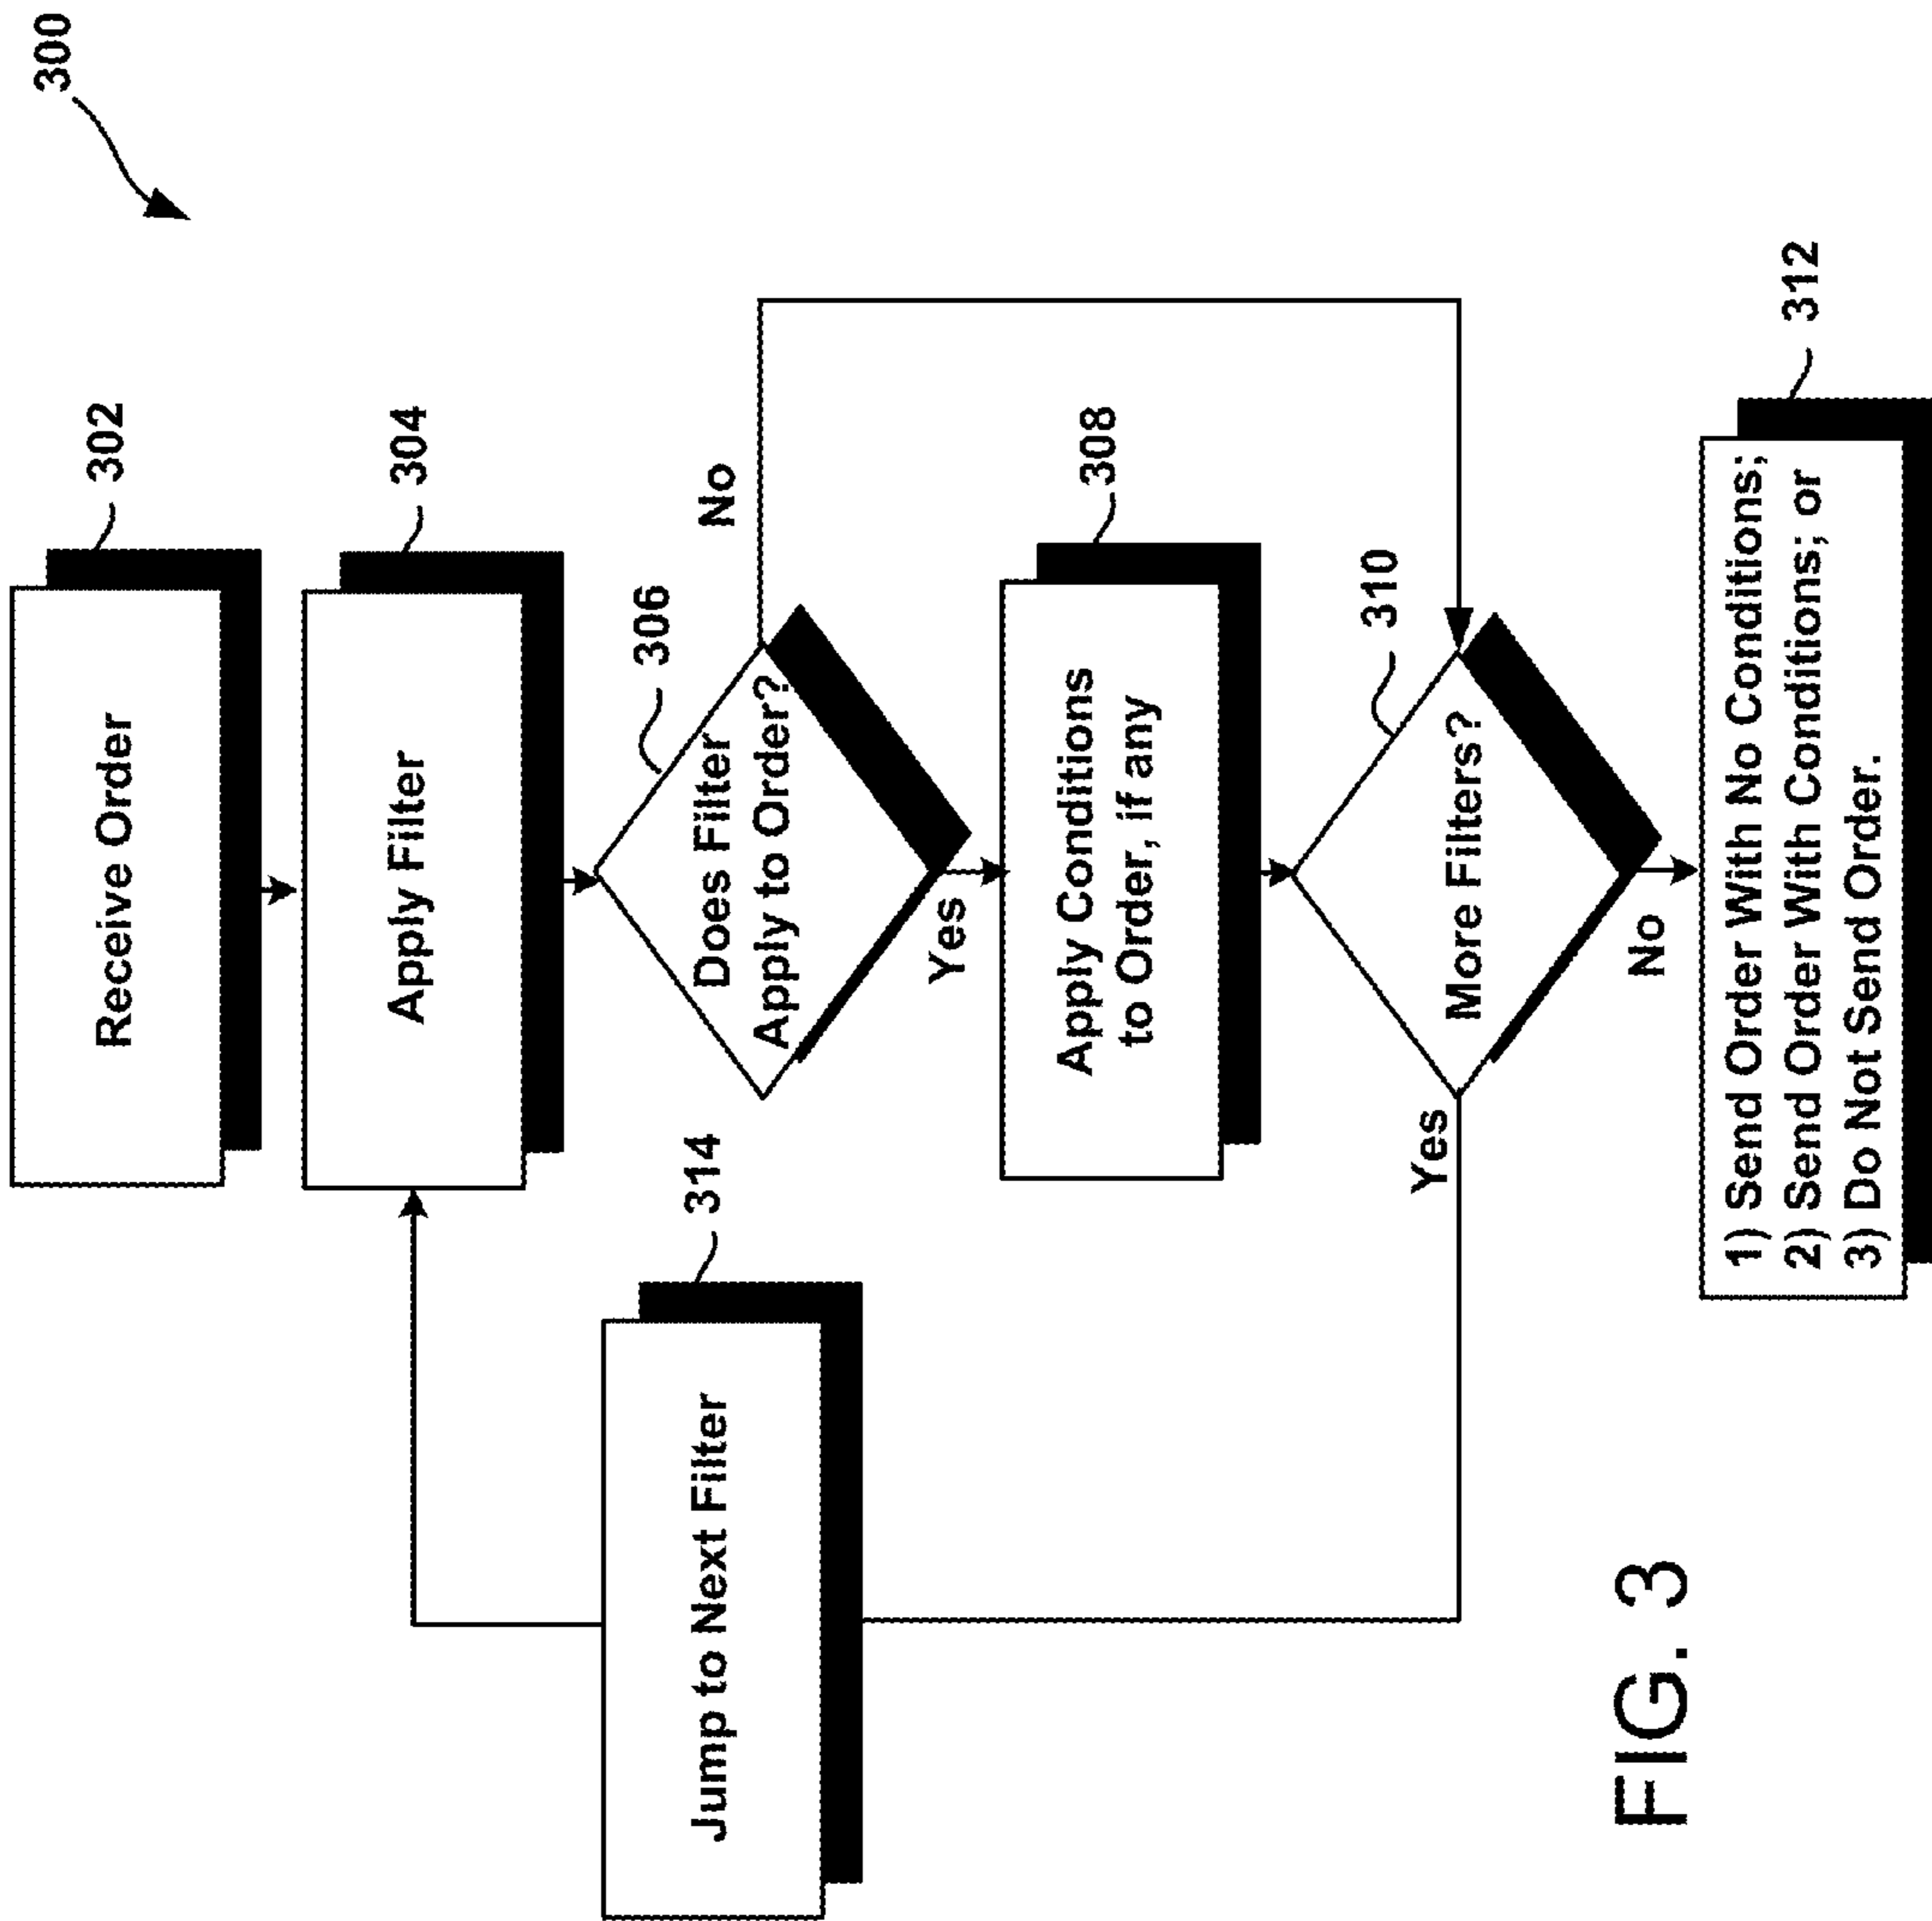 300
Receive Order
302
Apply Filter
304
Does Filter
Apply to Order?
306
No
Yes
Jump to Next Filter
314
Apply Conditions
to Order, if any
308
More Filters?
310
Yes
No
1) Send Order With No Conditions;
2) Send Order With Conditions; or
3) Do Not Send Order.
312
FIG. 3